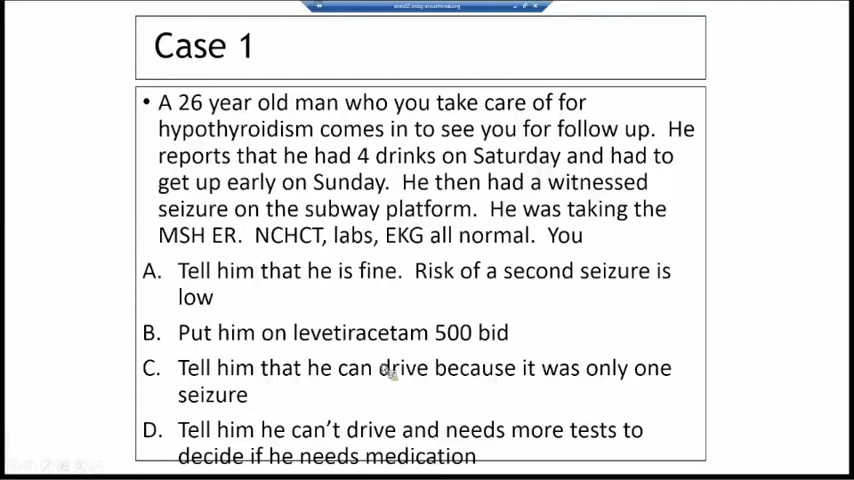 Case 1
• A 26 year old man who you take care of for
hypothyroidism comes in to see you for follow up. He
reports that he had 4 drinks on Saturday and had to
get up early on Sunday. He then had a witnessed
seizure on the subway platform. He was taking the
MSH ER. NCHCT, labs, EKG all normal. You
A. Tell him that he is fine. Risk of a second seizure is
low
B. Put him on levetiracetam 500 bid
C. Tell him that he can drive because it was only one
seizure
D. Tell him he can't drive and needs more tests to
decide if he needs medication